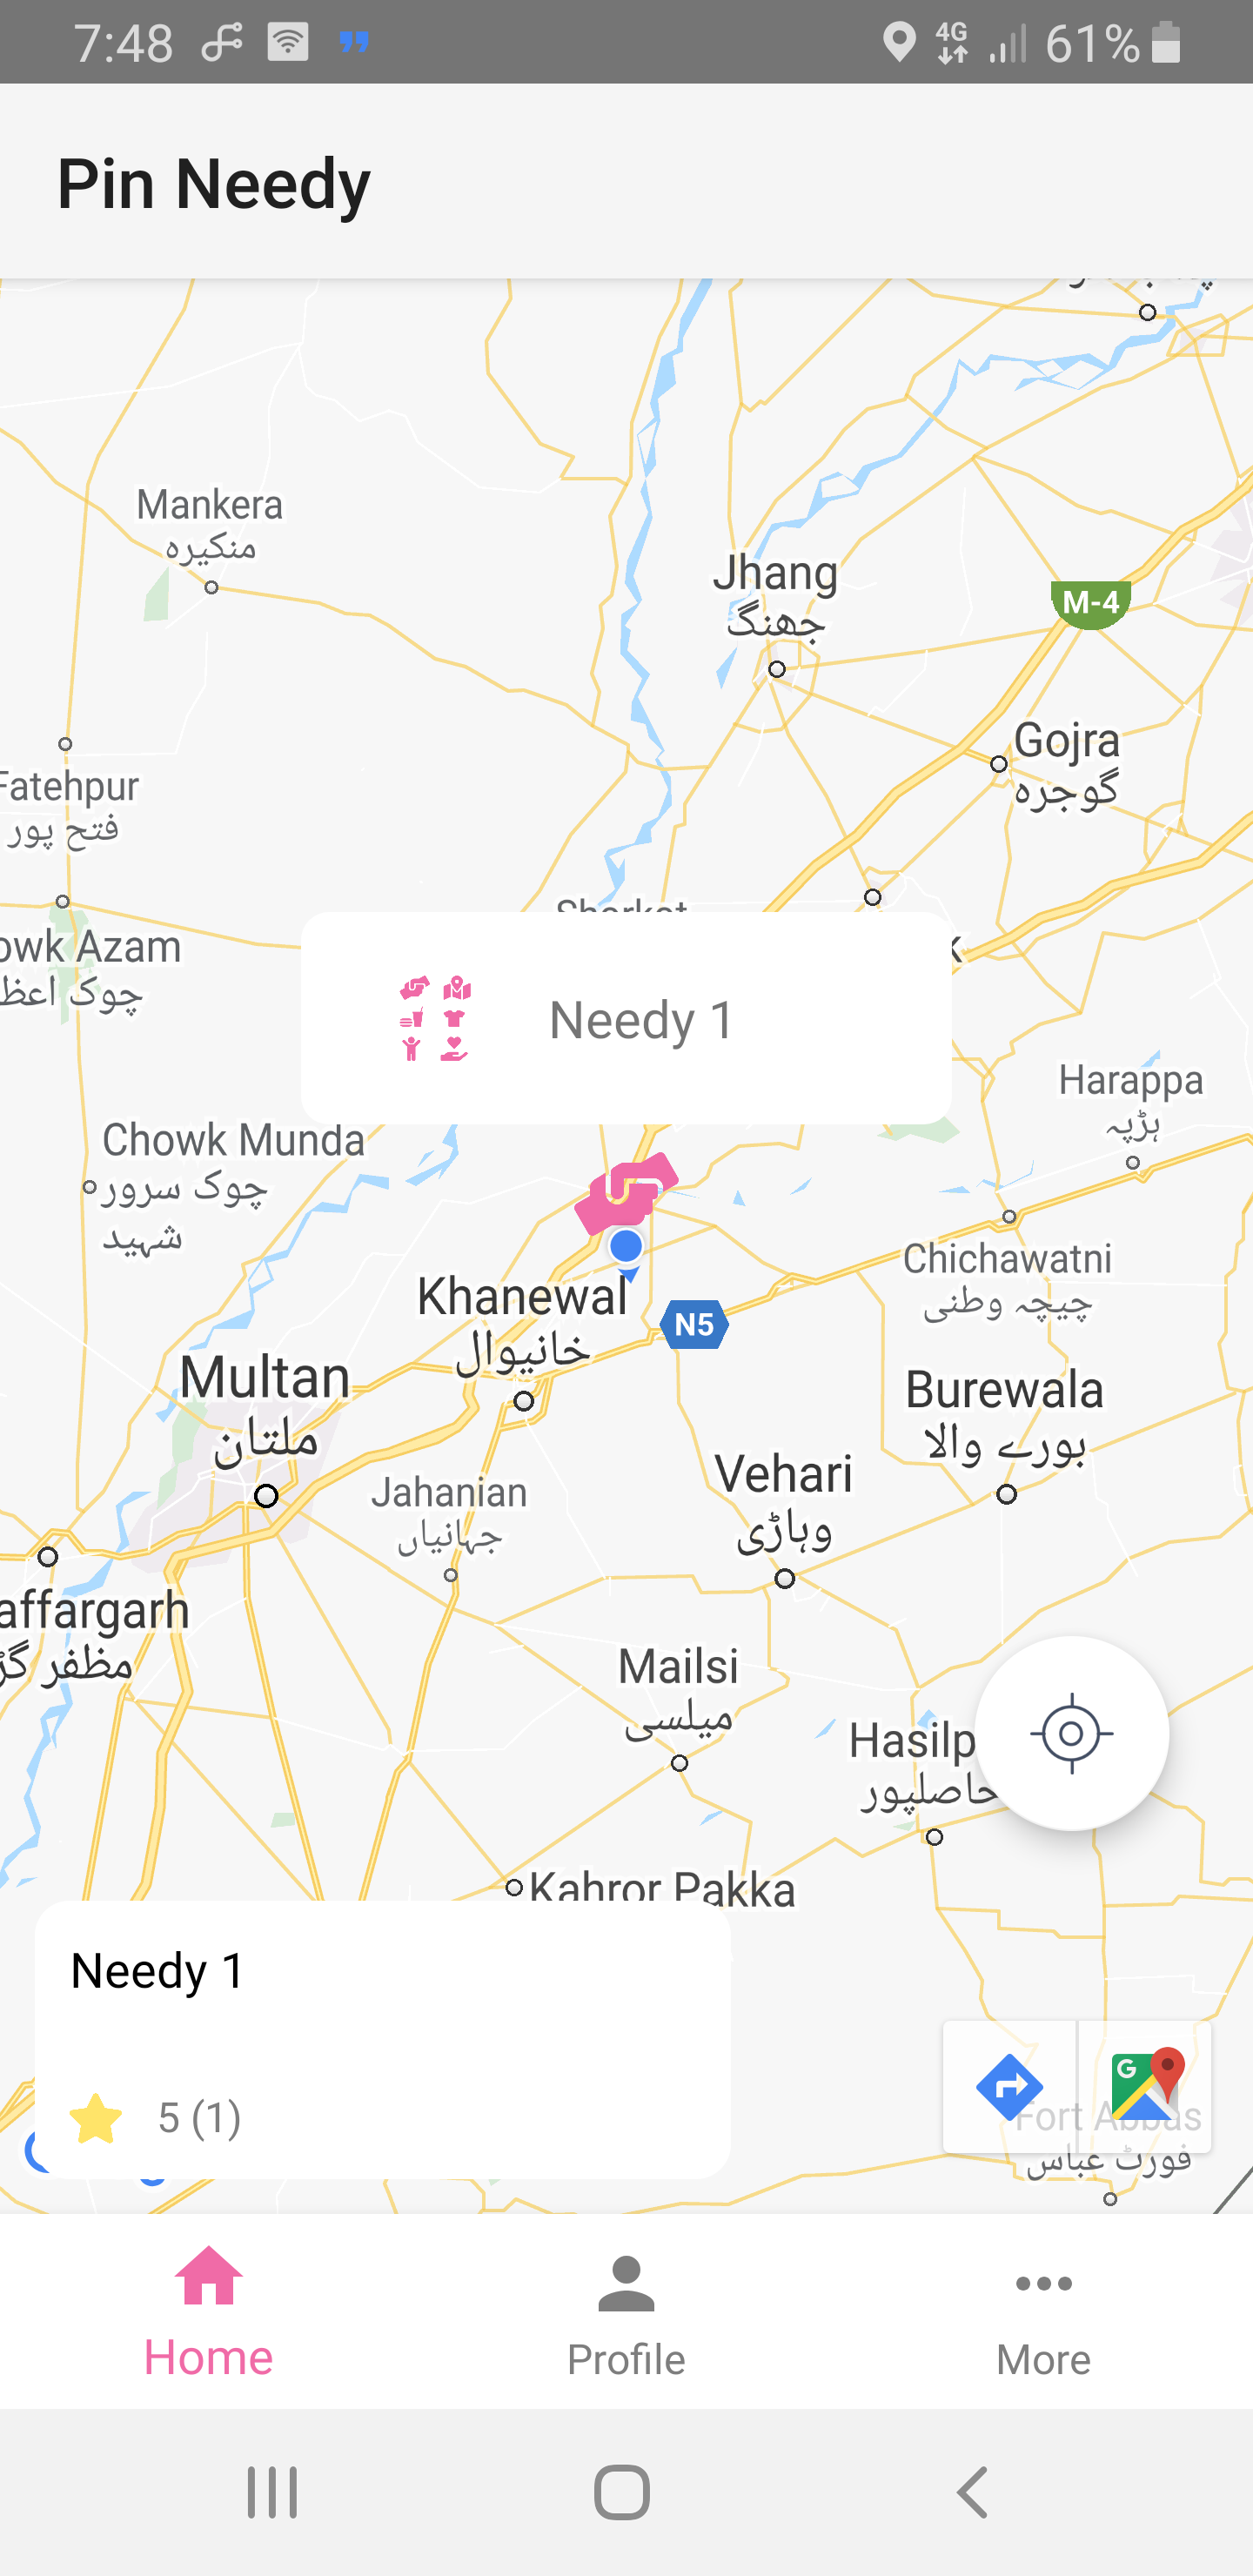 7:48
4G
61%
Pin Needy
Mankera
منکیرہ
Jhang
جھنگ
M-4
Gojra
گوجرہ
Fatehpur
فتح پور
owk Azam
چوک اعظ
Needy 1
Harappa
ہڑپہ
Chowk Munda
چوک سرور
شہید
Chichawatni
چیچہ وطنی
Khanewal
خانیوال
N5
Multan
ملتان
Burewala
بورے والا
Vehari
وہاڑی
Jahanian
جہانیاں
affargarh
مظفر گڑ
Mailsi
میلسی
Hasilp
حاصلپور
Kahror Pakka
Needy 1
5 (1)
G
Fort Abbas
فورٹ عباس
Home
Profile
More